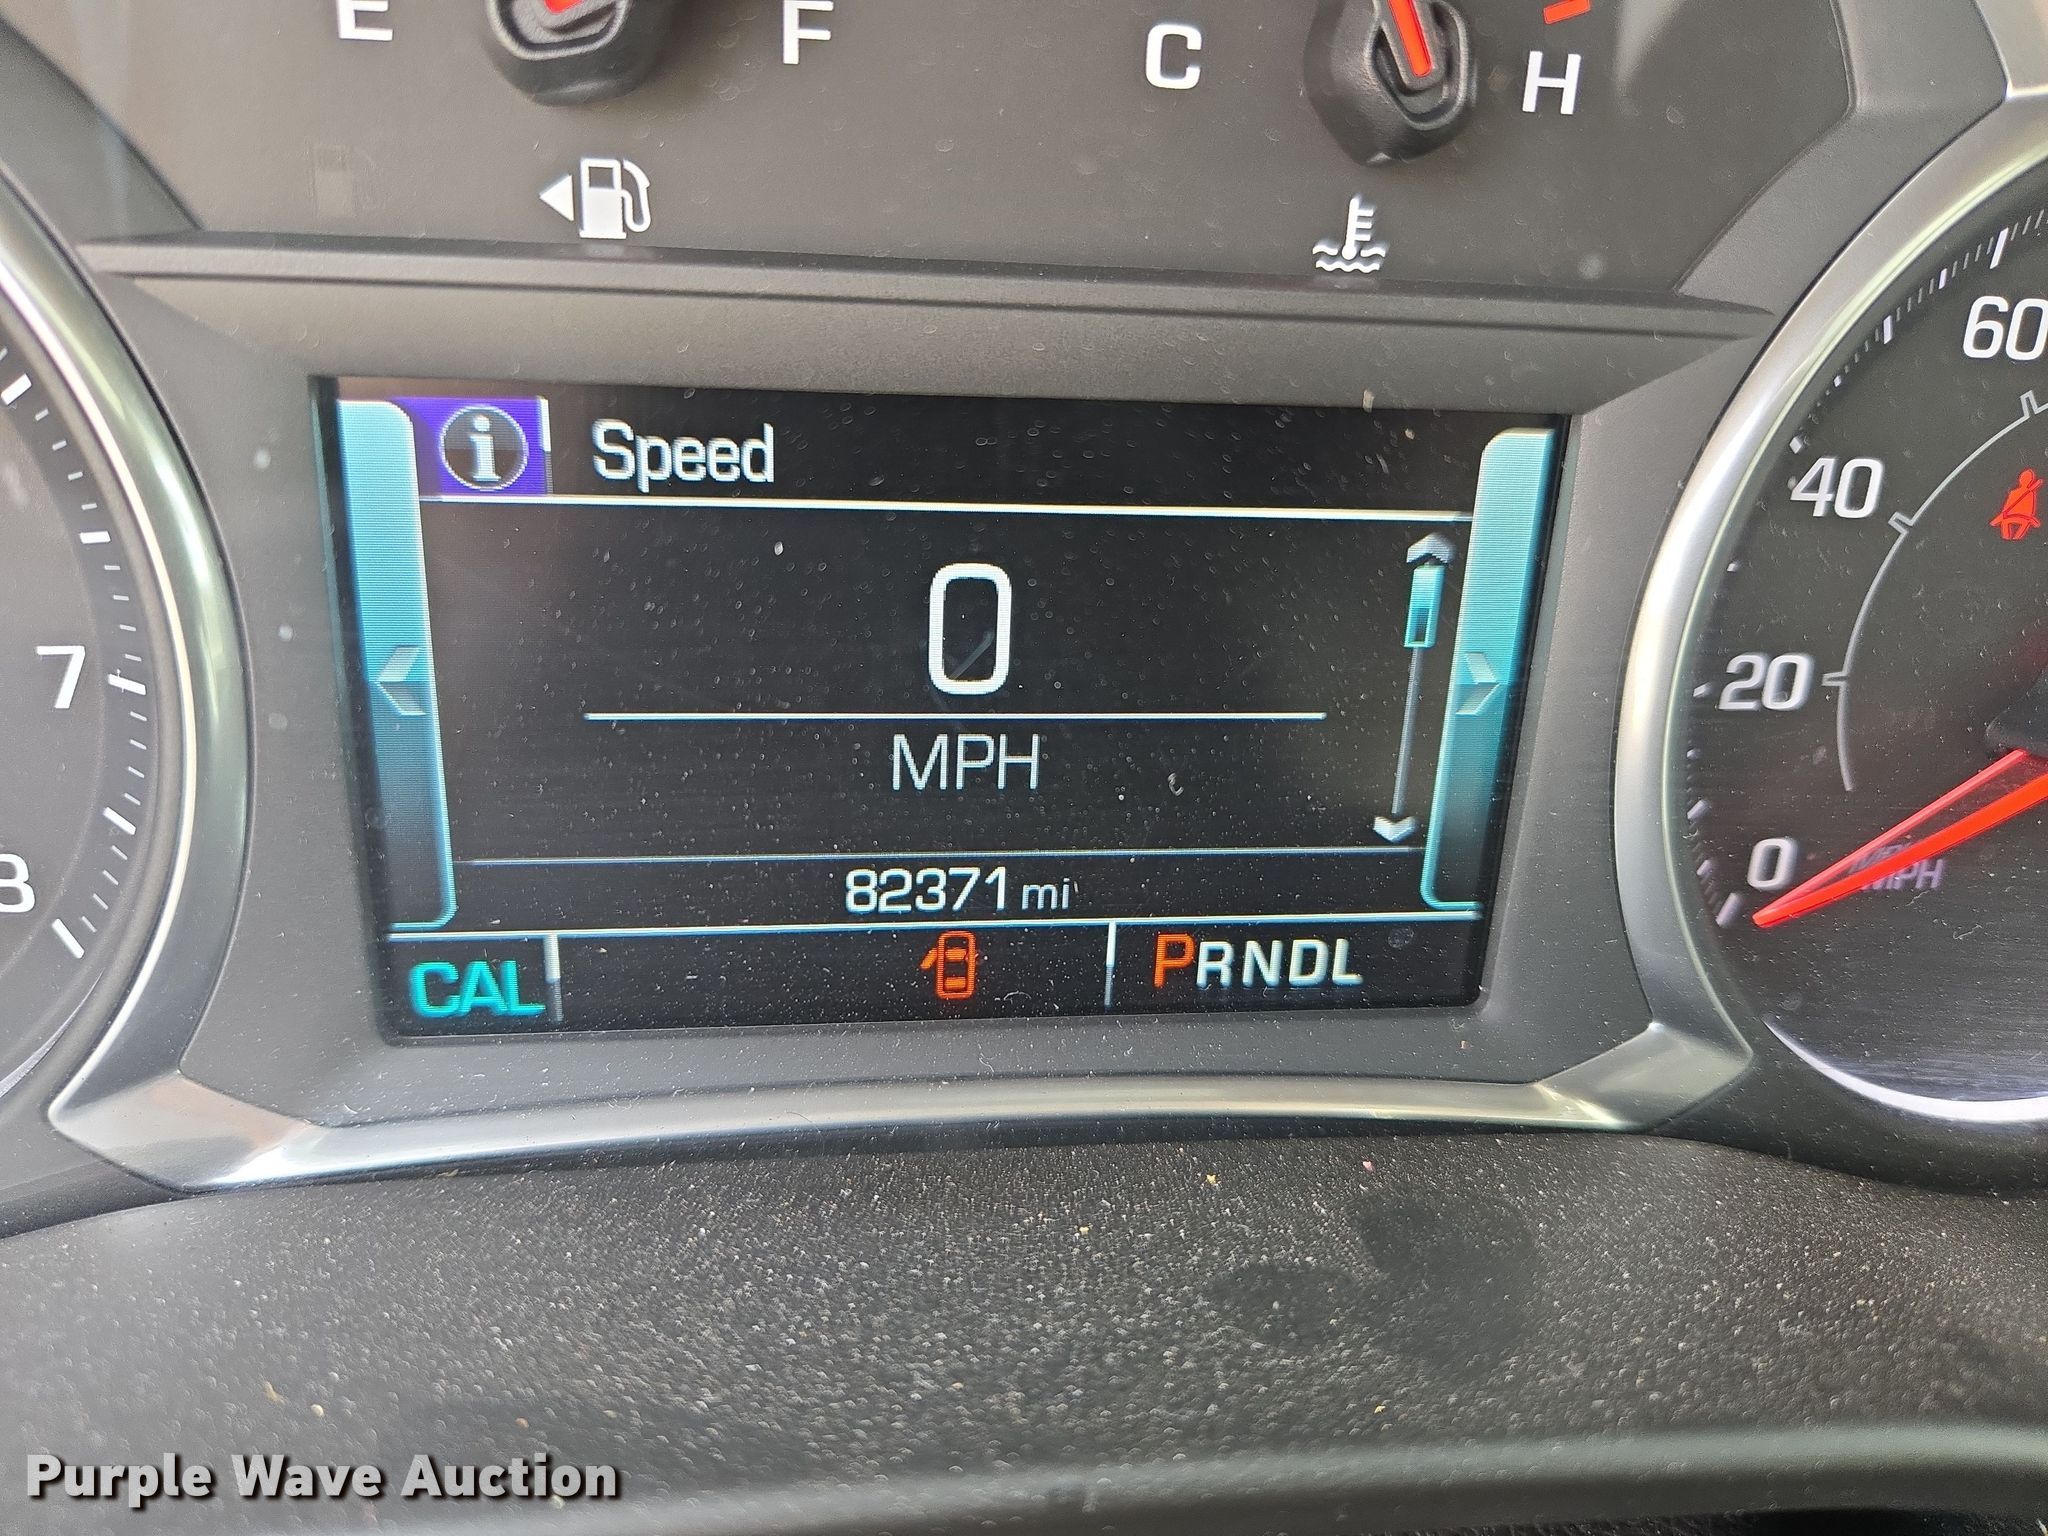 E F C H
Speed
60
40
7
0
20
MPH
0
MPH
8
82371 mi
CAL
PRNDL
Purple Wave Auction